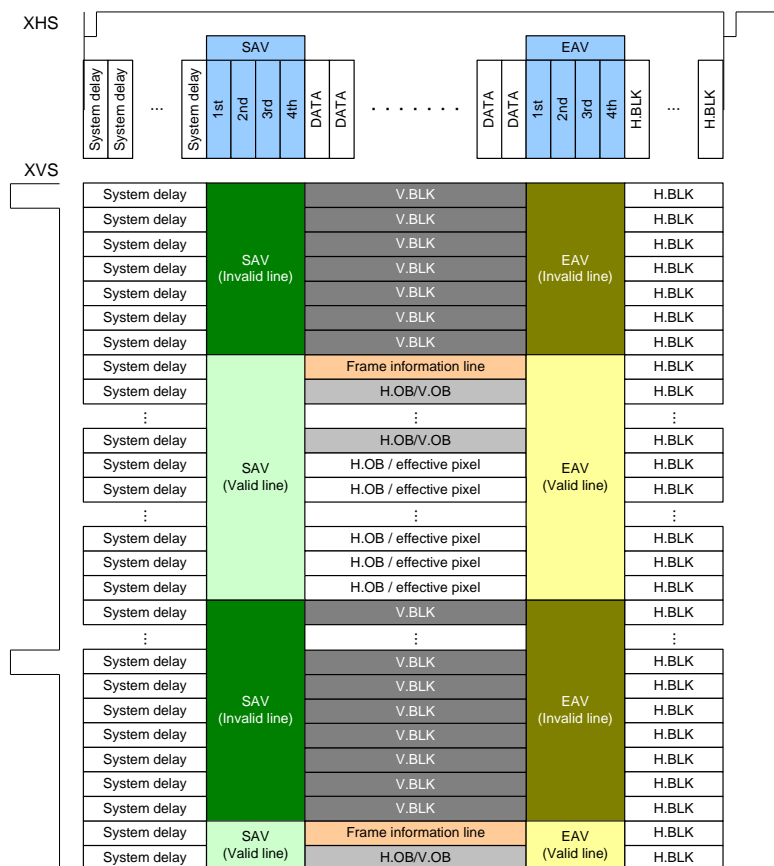 XHS
SAV
EAV
System delay
System delay
...
System delay
1st
2nd
3rd
4th
DATA
DATA
. . . . . . .
DATA
DATA
1st
2nd
3rd
4th
H.BLK
...
H.BLK
XVS
System delay V.BLK H.BLK
System delay V.BLK H.BLK
System delay V.BLK H.BLK
System delay SAV V.BLK EAV H.BLK
(Invalid line) (Invalid line)
System delay V.BLK H.BLK
System delay V.BLK H.BLK
System delay V.BLK H.BLK
System delay Frame information line H.BLK
System delay H.OB/V.OB H.BLK
⋮ ⋮ ⋮
System delay H.OB/V.OB H.BLK
System delay SAV H.OB / effective pixel EAV H.BLK
System delay (Valid line) H.OB / effective pixel (Valid line) H.BLK
⋮ ⋮ ⋮
System delay H.OB / effective pixel H.BLK
System delay H.OB / effective pixel H.BLK
System delay H.OB / effective pixel H.BLK
System delay V.BLK H.BLK
⋮ ⋮ ⋮
System delay V.BLK H.BLK
System delay V.BLK H.BLK
System delay SAV V.BLK EAV H.BLK
(Invalid line) (Invalid line)
System delay V.BLK H.BLK
System delay V.BLK H.BLK
System delay V.BLK H.BLK
System delay V.BLK H.BLK
System delay SAV Frame information line EAV H.BLK
System delay (Valid line) H.OB/V.OB (Valid line) H.BLK